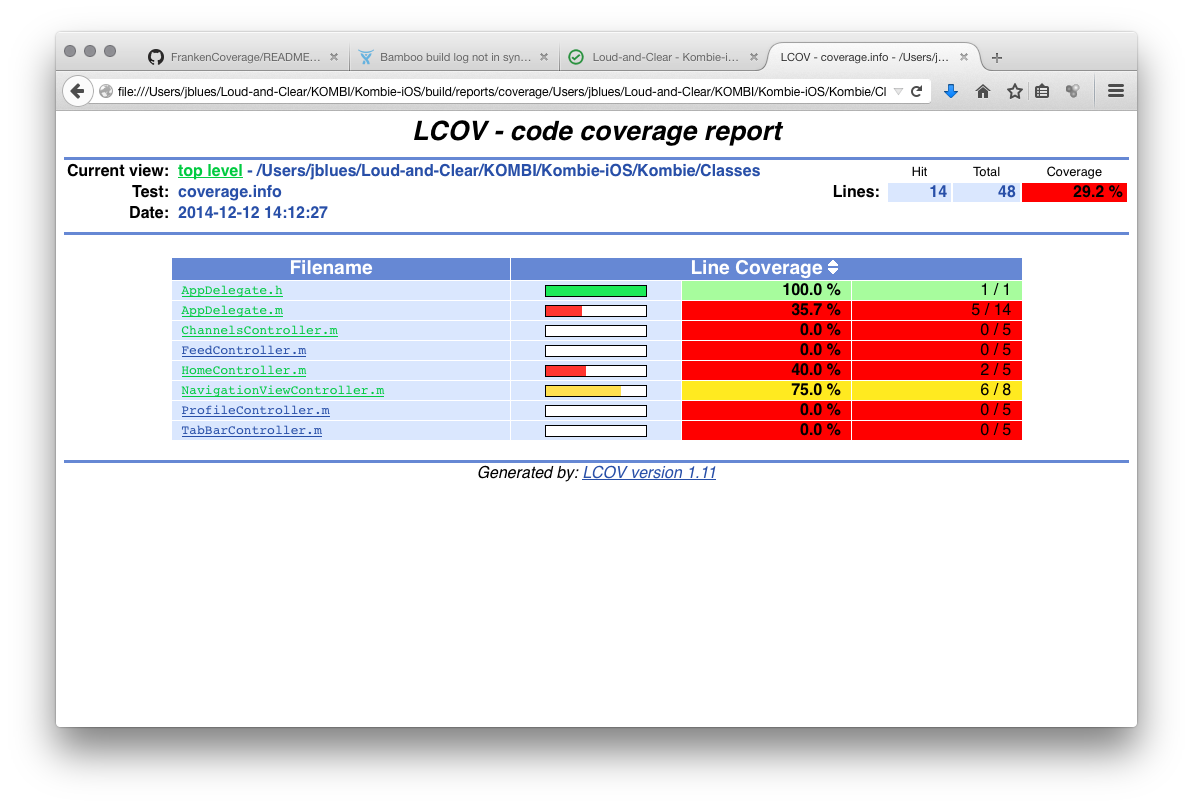 FrankenCoverage/README... Bamboo build log not in syn... Loud-and-Clear - Kombie-i... LCOV - coverage.info - /Users/j...
file:///Users/jblues/Loud-and-Clear/KOMBI/Kombie-iOS/build/reports/coverage/Users/jblues/Loud-and-Clear/KOMBI/Kombie-iOS/Kombie/Cl
LCOV - code coverage report
Current view: top level - /Users/jblues/Loud-and-Clear/KOMBI/Kombie-iOS/Kombie/Classes Hit Total Coverage
Test: coverage.info Lines: 14 48 29.2 %
Date: 2014-12-12 14:12:27
Filename Line Coverage
AppDelegate.h 100.0 % 1 / 1
AppDelegate.m 35.7 % 5 / 14
ChannelsController.m 0.0 % 0 / 5
FeedController.m 0.0 % 0 / 5
HomeController.m 40.0 % 2 / 5
NavigationViewController.m 75.0 % 6 / 8
ProfileController.m 0.0 % 0 / 5
TabBarController.m 0.0 % 0 / 5
Generated by: LCOV version 1.11